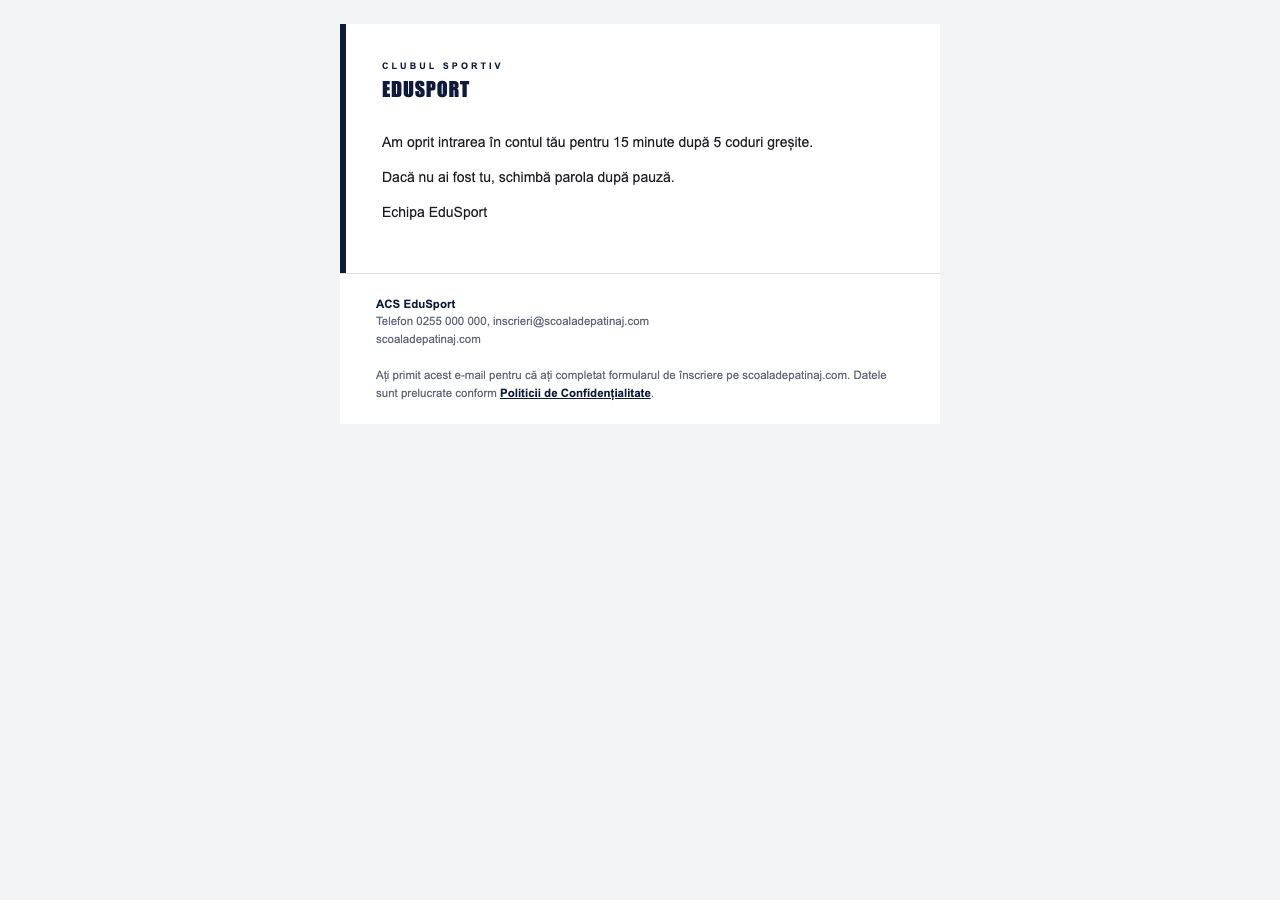 CLUBUL SPORTIV
EDUSPORT
Am oprit intrarea în contul tău pentru 15 minute după 5 coduri greșite.
Dacă nu ai fost tu, schimbă parola după pauză.
Echipa EduSport
ACS EduSport
Telefon 0255 000 000, inscrieri@scoaladepatinaj.com
scoaladepatinaj.com
Ați primit acest e-mail pentru că ați completat formularul de înscriere pe scoaladepatinaj.com. Datele
sunt prelucrate conform Politicii de Confidențialitate.